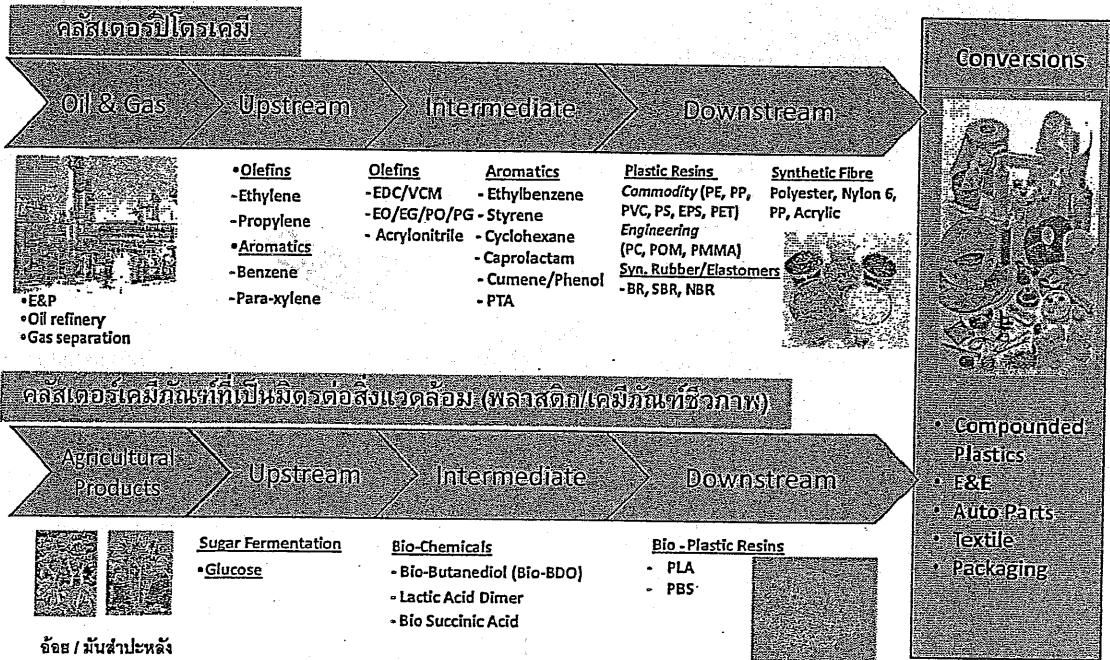 คลัสเตอร์ปิโตรเคมี
Oil & Gas
Upstream
Intermediate
Downstream
Conversions
•E&P
•Oil refinery
•Gas separation
•Olefins
-Ethylene
-Propylene
•Aromatics
-Benzene
-Para-xylene
Olefins
-EDC/VCM
-EO/EG/PO/PG
- Acrylonitrile
Aromatics
- Ethylbenzene
- Styrene
- Cyclohexane
- Caprolactam
- Cumene/Phenol
- PTA
Plastic Resins
Commodity (PE, PP,
PVC, PS, EPS, PET)
Engineering
(PC, POM, PMMA)
Syn. Rubber/Elastomers
- BR, SBR, NBR
Synthetic Fibre
Polyester, Nylon 6,
PP, Acrylic
คลัสเตอร์เคมีภัณฑ์ที่เป็นมิตรต่อสิ่งแวดล้อม (พลาสติก/เคมีภัณฑ์ชีวภาพ)
Agricultural
Products
Upstream
Intermediate
Downstream
อ้อย / มันสำปะหลัง
Sugar Fermentation
•Glucose
Bio-Chemicals
- Bio-Butanediol (Bio-BDO)
- Lactic Acid Dimer
- Bio Succinic Acid
Bio - Plastic Resins
- PLA
- PBS
• Compounded
Plastics
• E&E
• Auto Parts
• Textile
• Packaging